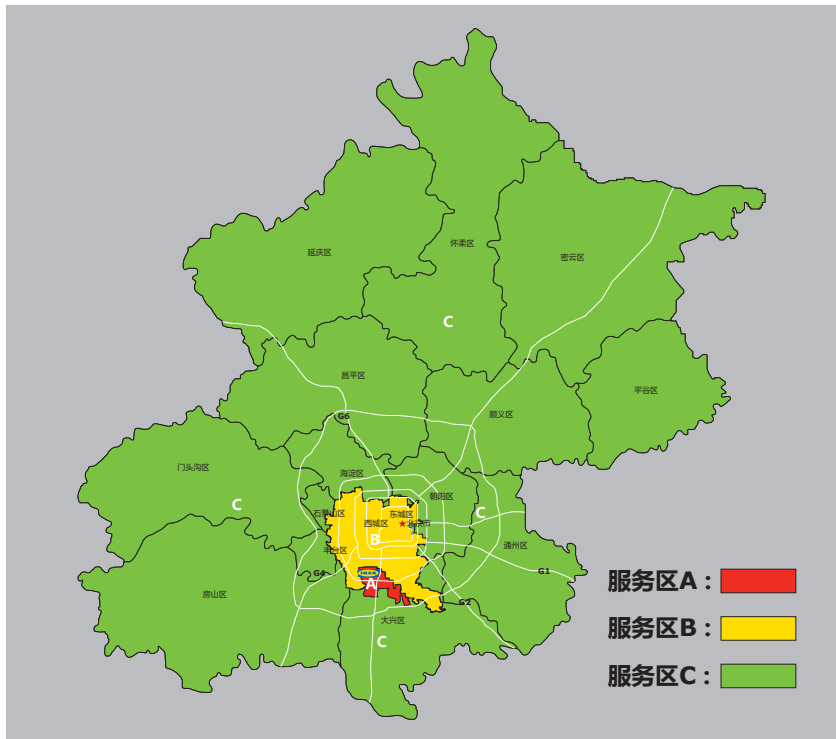 怀柔区
延庆区
密云区
C
昌平区
平谷区
G6
顺义区
门头沟区
海淀区
朝阳区
C
C
石景山区
西城区
东城区
北京市
B
丰台区
通州区
G4
A
G1
房山区
G2
大兴区
C
服务区A：
服务区B：
服务区C：